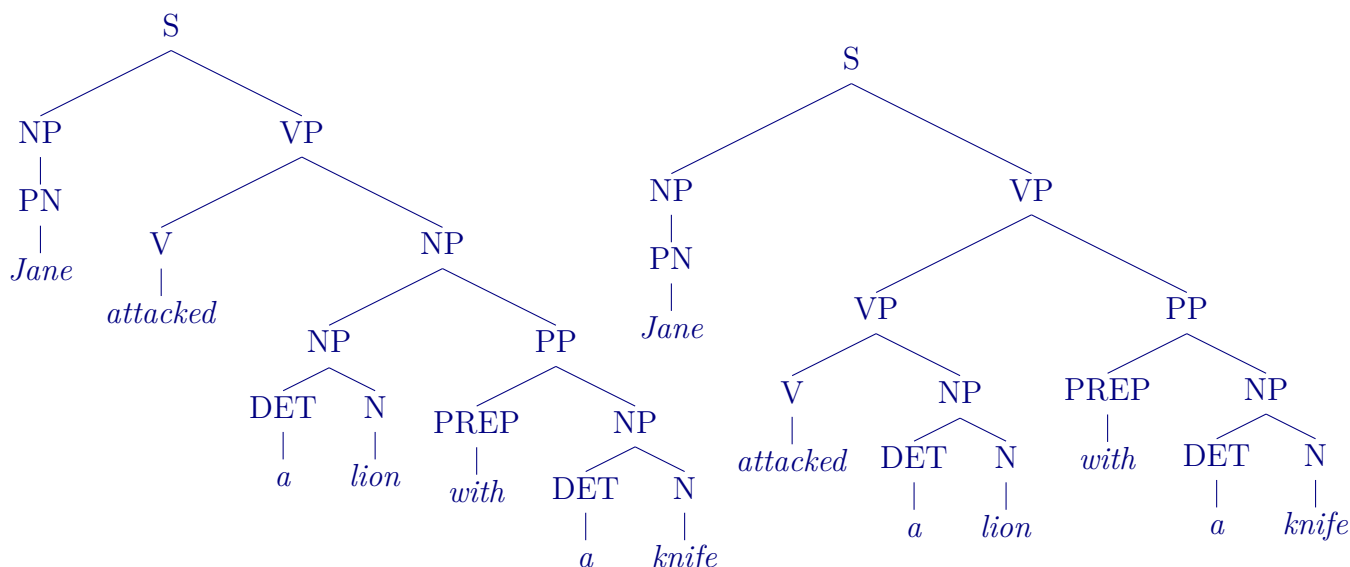 S
NP VP
PN
Jane
V NP
attacked
NP PP
DET N
a lion
PREP NP
with
DET N
a knife
S
NP VP
PN
Jane
VP PP
V NP
attacked
DET N
a lion
PREP NP
with
DET N
a knife